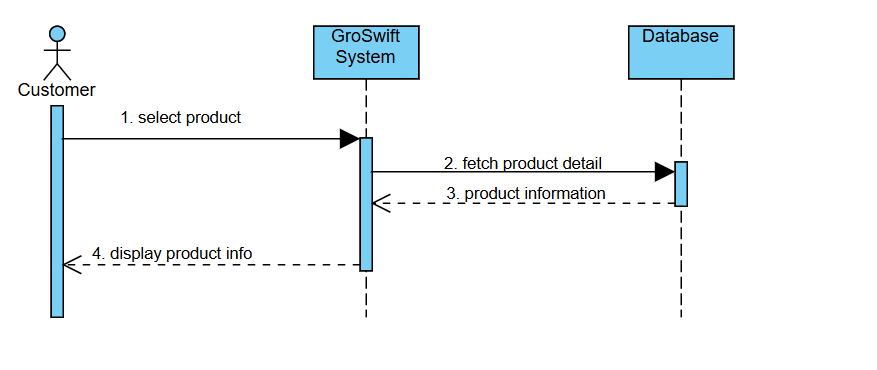 GroSwift
System
Database
Customer
1. select product
2. fetch product detail
3. product information
4. display product info